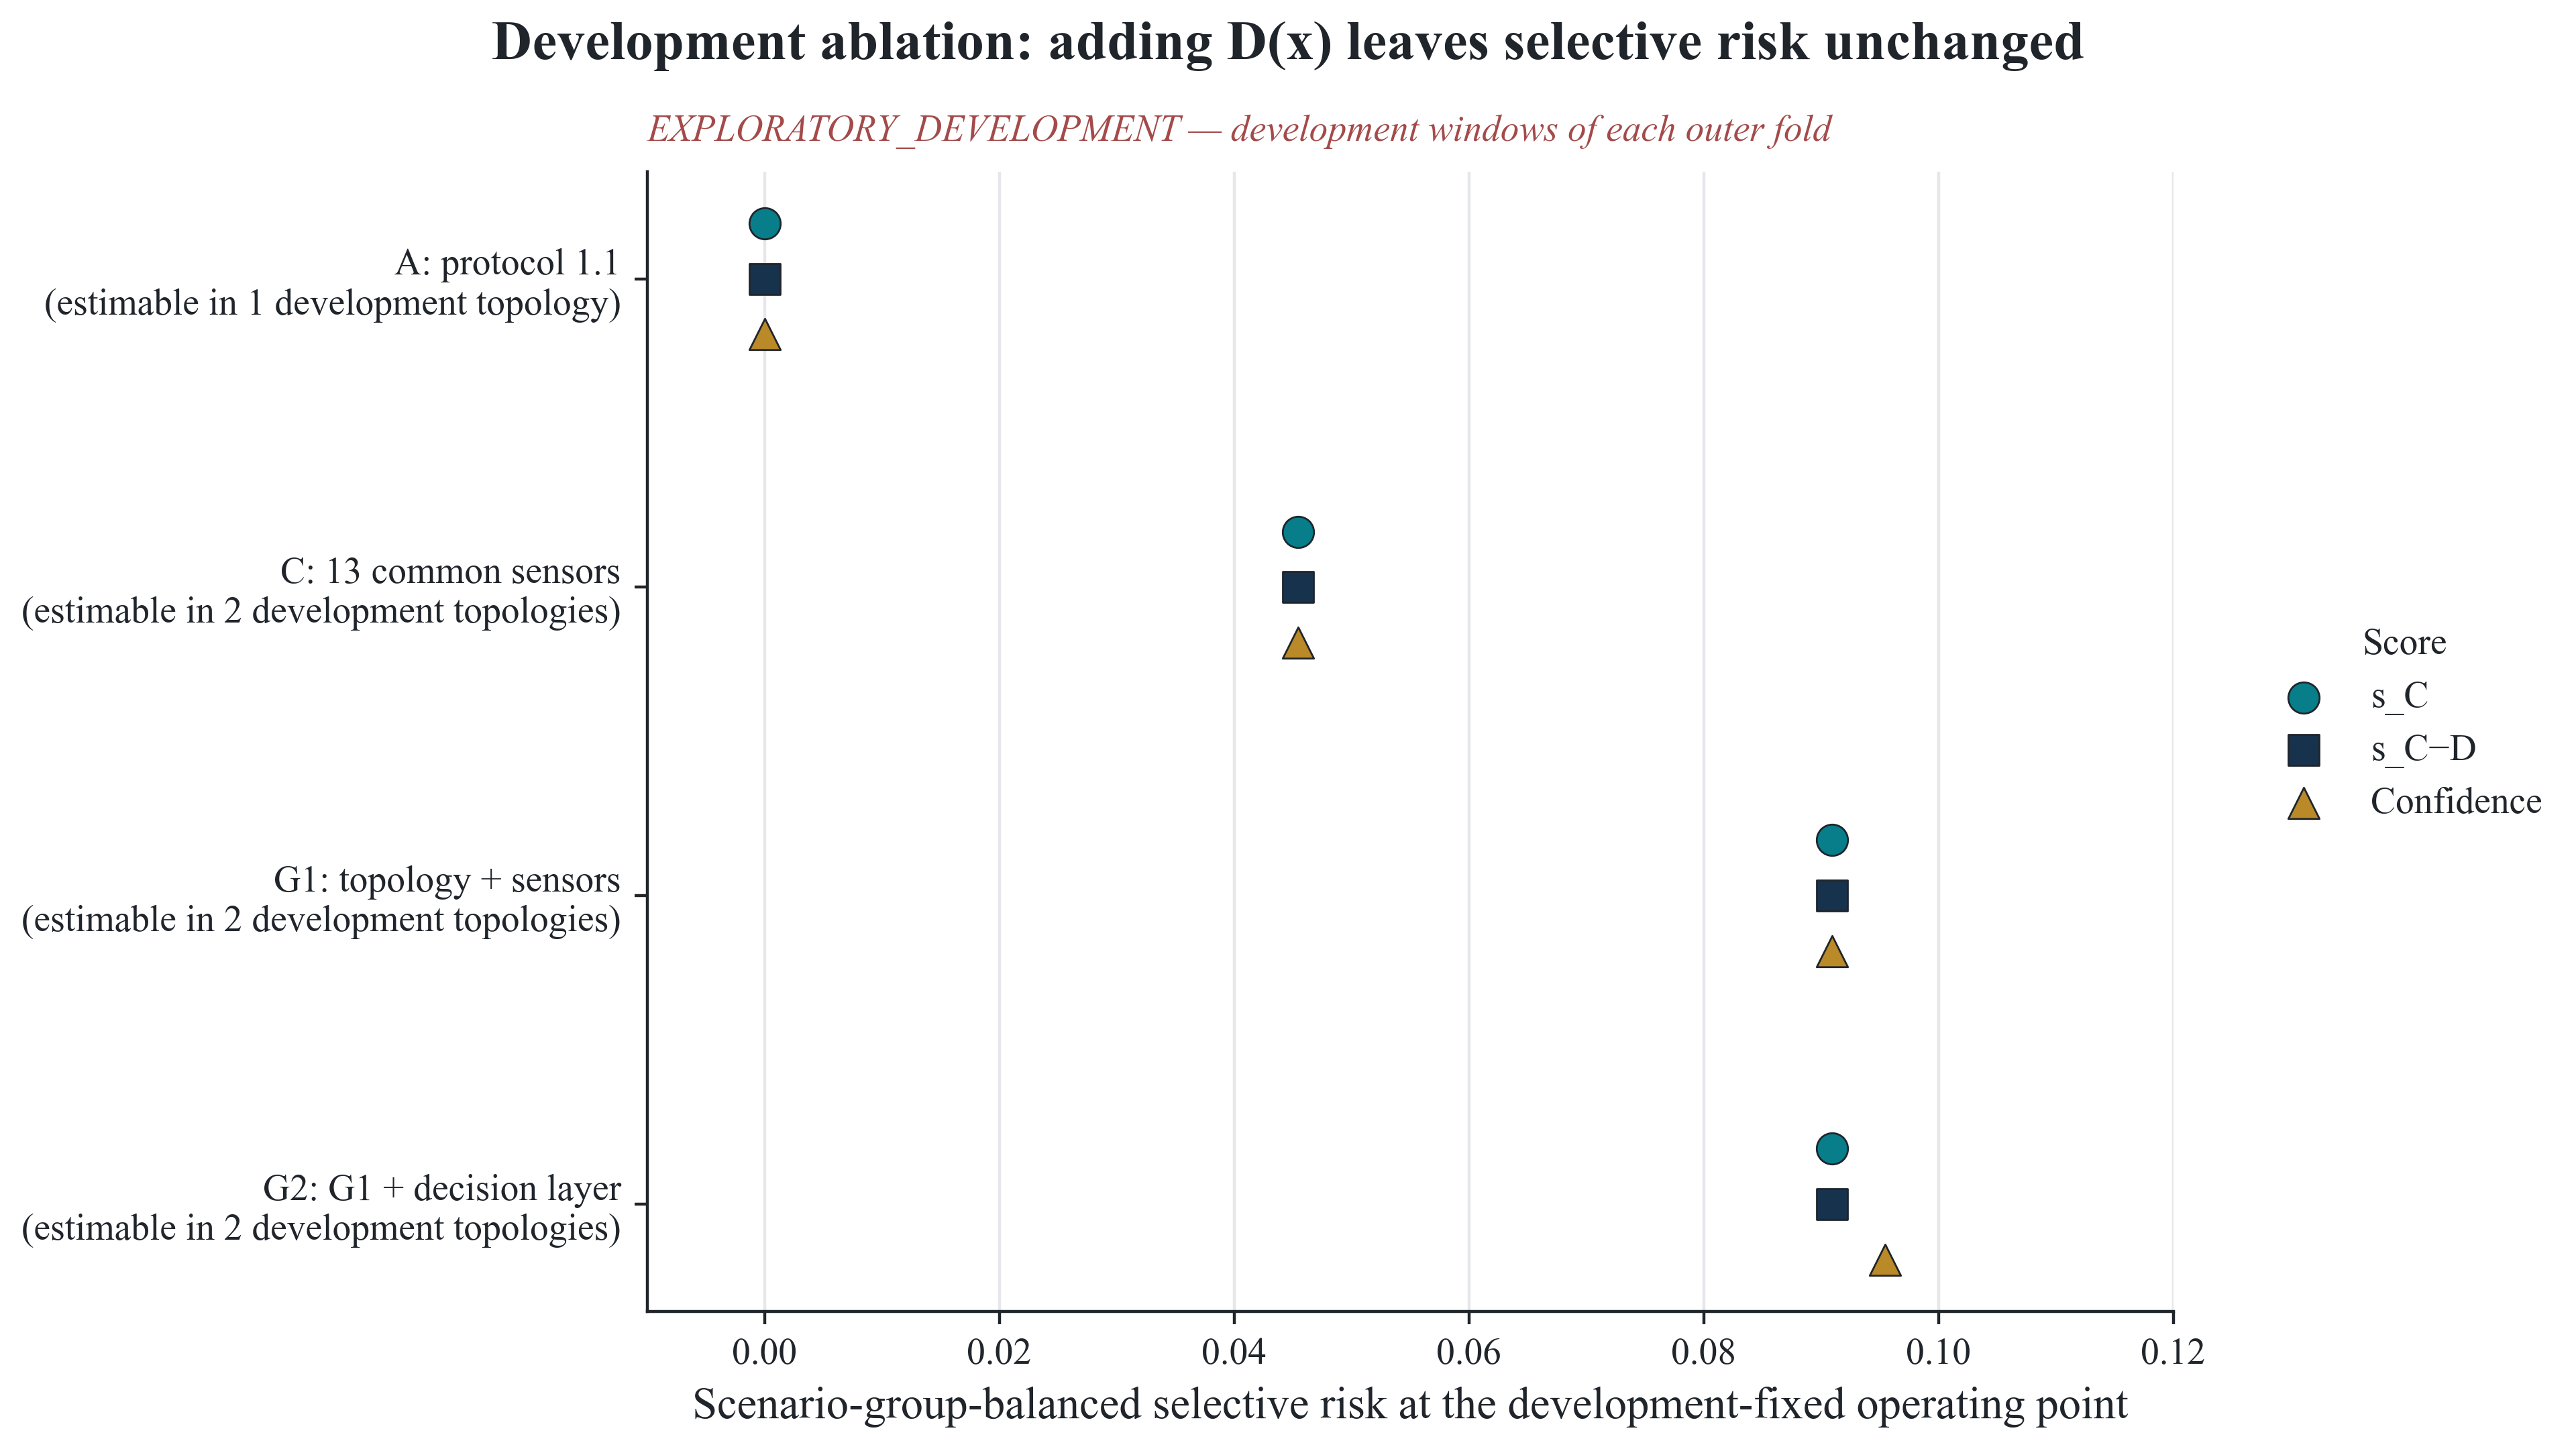 Development ablation: adding D(x) leaves selective risk unchanged
EXPLORATORY_DEVELOPMENT — development windows of each outer fold
A: protocol 1.1
(estimable in 1 development topology)
C: 13 common sensors
(estimable in 2 development topologies)
G1: topology + sensors
(estimable in 2 development topologies)
G2: G1 + decision layer
(estimable in 2 development topologies)
Score
s_C
s_C−D
Confidence
0.00 0.02 0.04 0.06 0.08 0.10 0.12
Scenario-group-balanced selective risk at the development-fixed operating point